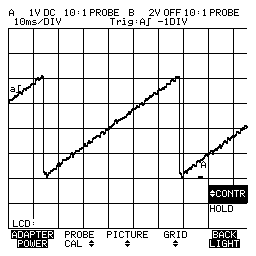 A 1V DC 10:1 PROBE B 2V OFF 10:1 PROBE
10ms/DIV Trig:A∫ -1DIV
a∫
A
CONTR
HOLD
LCD:
ADAPTER POWER
PROBE CAL
PICTURE
GRID
BACK LIGHT